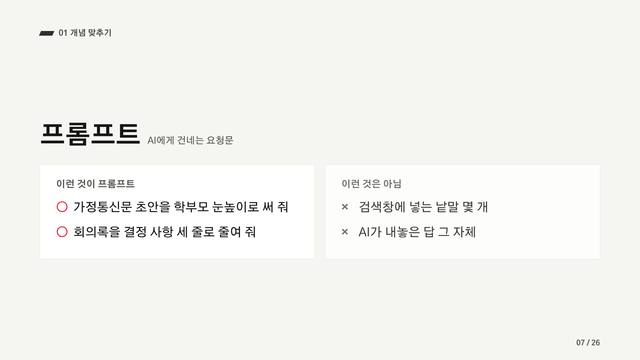 01 개념 맞추기
프롬프트 AI에게 건네는 요청문
이런 것이 프롬프트
○ 가정통신문 초안을 학부모 눈높이로 써 줘
○ 회의록을 결정 사항 세 줄로 줄여 줘
이런 것은 아님
× 검색창에 넣는 낱말 몇 개
× AI가 내놓은 답 그 자체
07 / 26